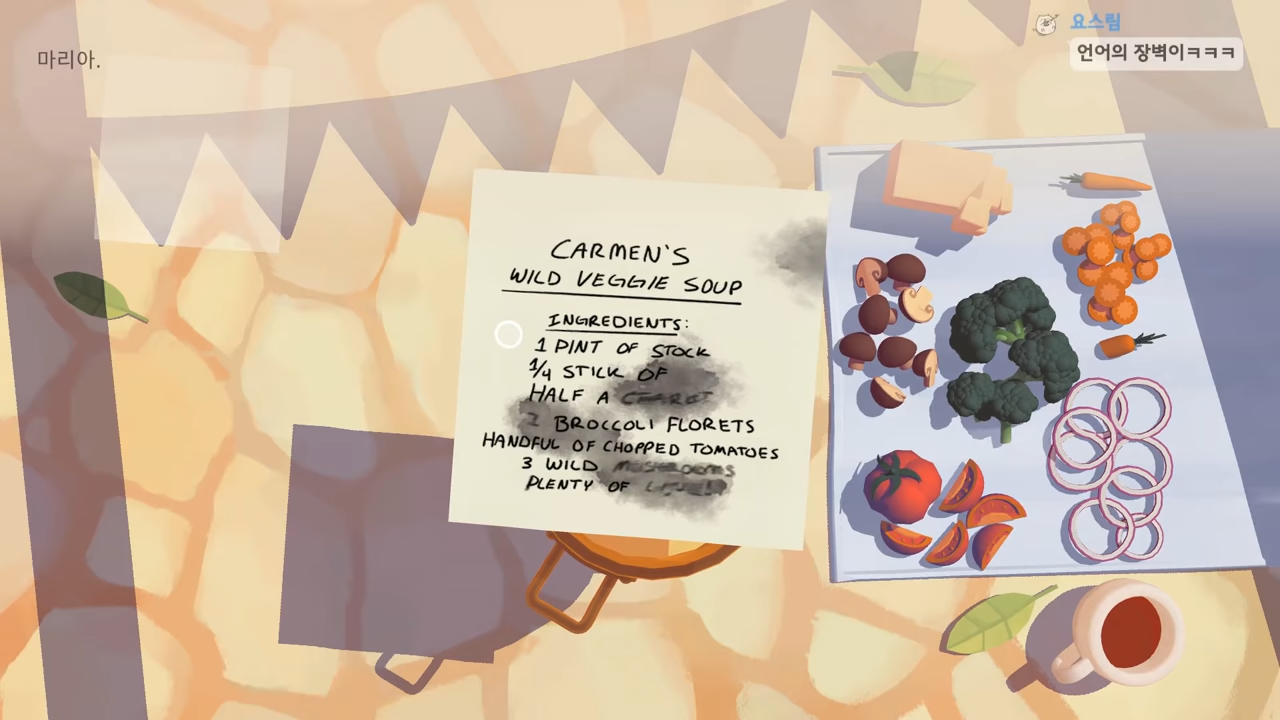 마리아.
요스림
언어의 장벽이ㅋㅋㅋ
CARMEN'S
WILD VEGGIE SOUP
INGREDIENTS:
1 PINT OF STOCK
1/4 STICK OF
HALF A
2 BROCCOLI FLORETS
HANDFUL OF CHOPPED TOMATOES
3 WILD MUSHROOMS
PLENTY OF